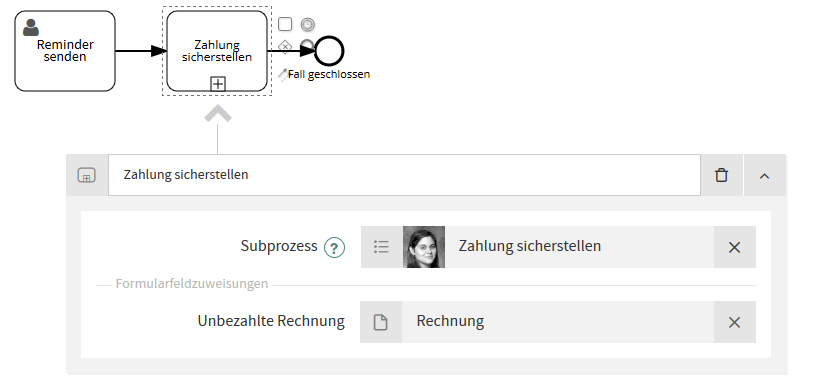 Reminder
senden
Zahlung
sicherstellen
Fall geschlossen
Zahlung sicherstellen
Subprozess ?
Zahlung sicherstellen
Formularfeldzuweisungen
Unbezahlte Rechnung
Rechnung